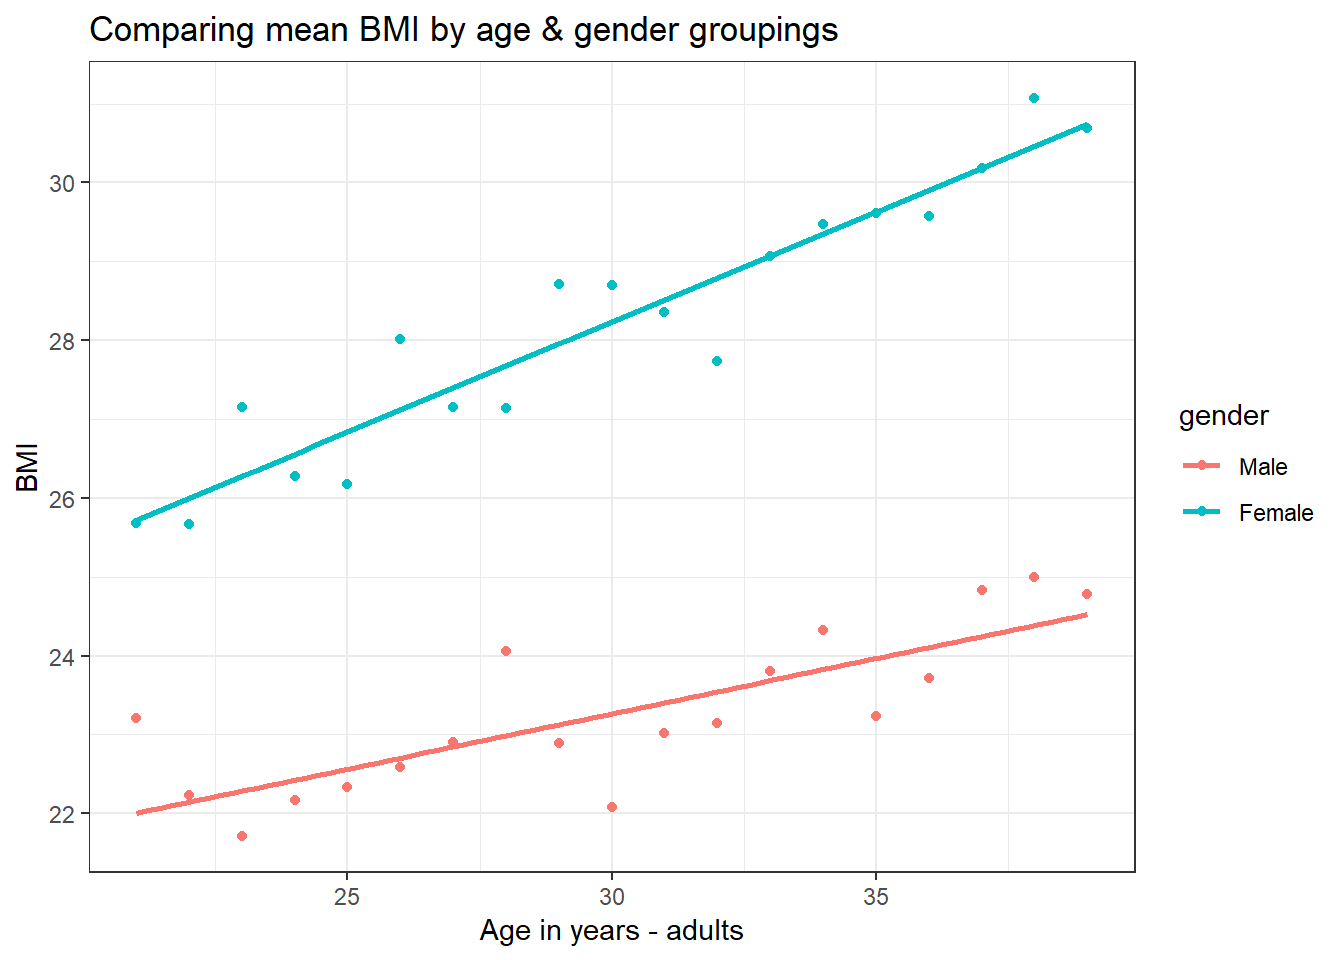 Comparing mean BMI by age & gender groupings
BMI
30
28
26
24
22
25 30 35
Age in years - adults
gender
Male
Female